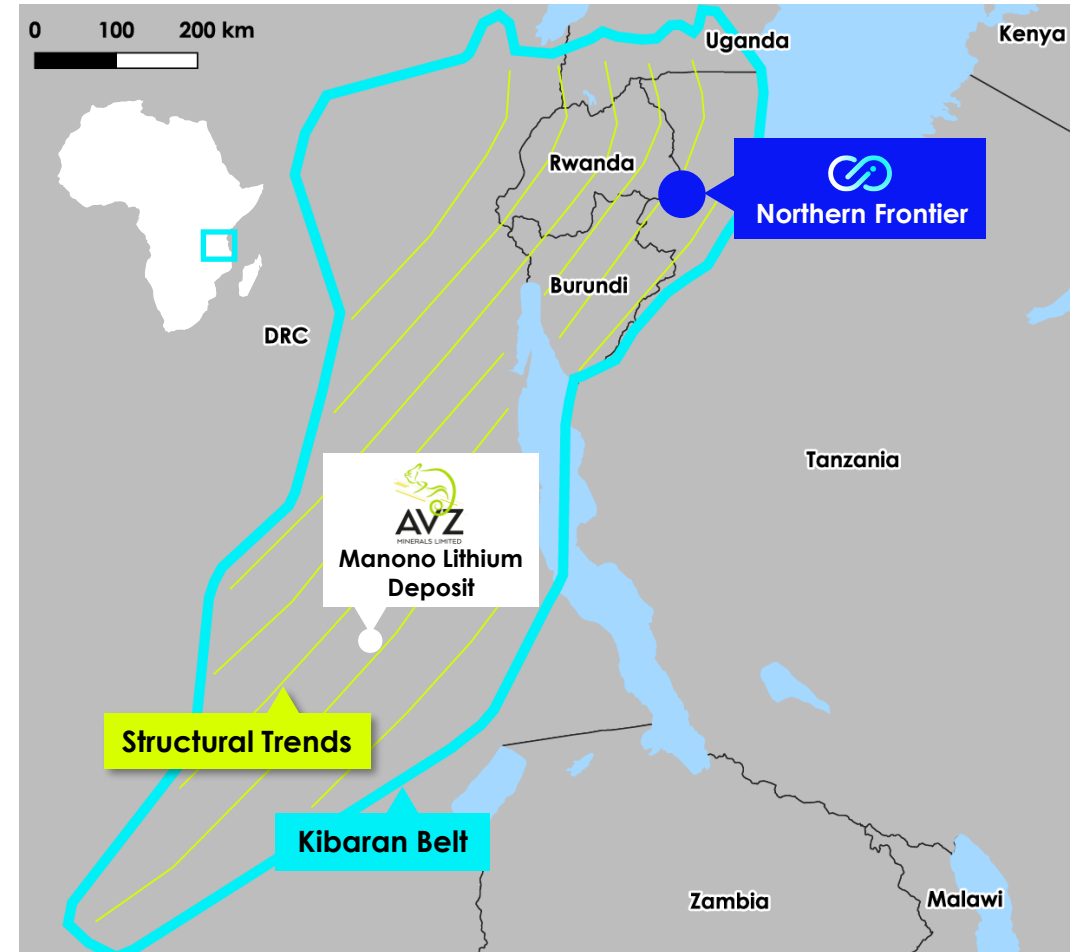 0 100 200 km
Uganda
Kenya
Rwanda
Northern Frontier
Burundi
DRC
Tanzania
AVZ
MINERALS LIMITED
Manono Lithium
Deposit
Structural Trends
Kibaran Belt
Zambia
Malawi